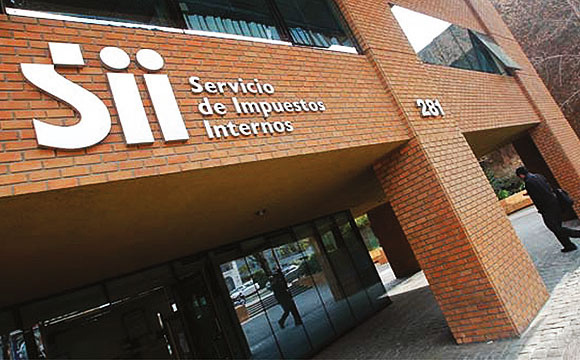 sii
Servicio
de Impuestos
Internos
281